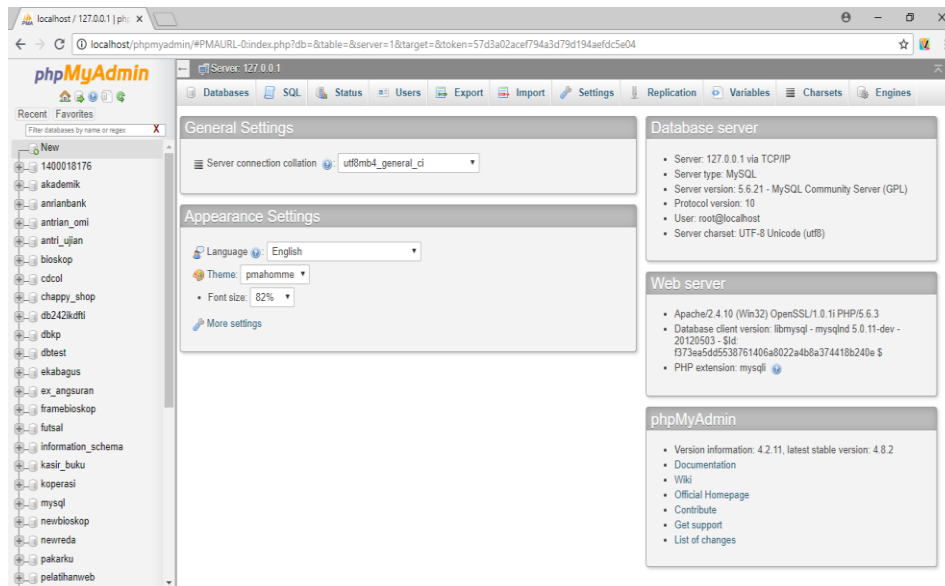 localhost / 127.0.0.1 | ph
localhost/phpmyadmin/#PMAURL-0:index.php?db=&table=&server=1&target=&token=57d3a02acef794a3d79d194aefdc5e04
phpMyAdmin
Recent Favorites
Filter databases by name or regex X
New
1400018176
akademik
anrianbank
antrian_omi
antri_ujian
bioskop
cdcol
chappy_shop
db242ikdfti
dbkp
dbtest
ekabagus
ex_angsuran
framebioskop
futsal
information_schema
kasir_buku
koperasi
mysql
newbioskop
newreda
pakarku
pelatihanweb
Server: 127.0.0.1
Databases SQL Status Users Export Import Settings Replication Variables Charsets Engines
General Settings
Server connection collation : utf8mb4_general_ci
Appearance Settings
Language : English
Theme: pmahomme
• Font size: 82%
More settings
Database server
• Server: 127.0.0.1 via TCP/IP
• Server type: MySQL
• Server version: 5.6.21 - MySQL Community Server (GPL)
• Protocol version: 10
• User: root@localhost
• Server charset: UTF-8 Unicode (utf8)
Web server
• Apache/2.4.10 (Win32) OpenSSL/1.0.1i PHP/5.6.3
• Database client version: libmysql - mysqlnd 5.0.11-dev -
20120503 - $Id:
f373ea5dd5538761406a8022a4b8a374418b240e $
• PHP extension: mysqli
phpMyAdmin
• Version information: 4.2.11, latest stable version: 4.8.2
• Documentation
• Wiki
• Official Homepage
• Contribute
• Get support
• List of changes